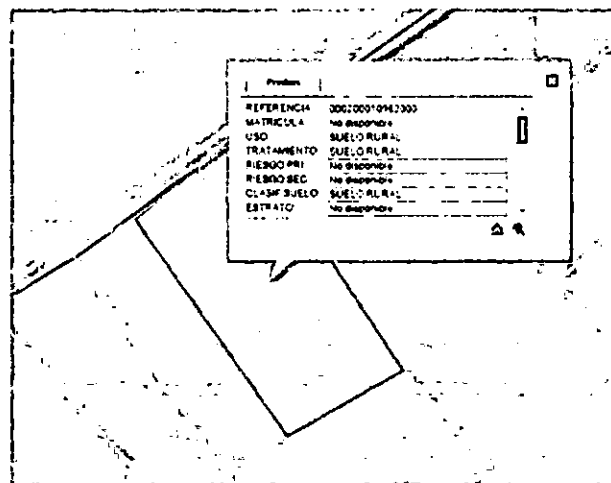 Predios
REFERENCIA 000200010162000
MATRICULA No disponible
USO SUELO RURAL
TRATAMIENTO SUELO RURAL
RIESGO PRI No disponible
RIESGO SEC No disponible
CLASIF SUELO SUELO RURAL
ESTRATO No disponible